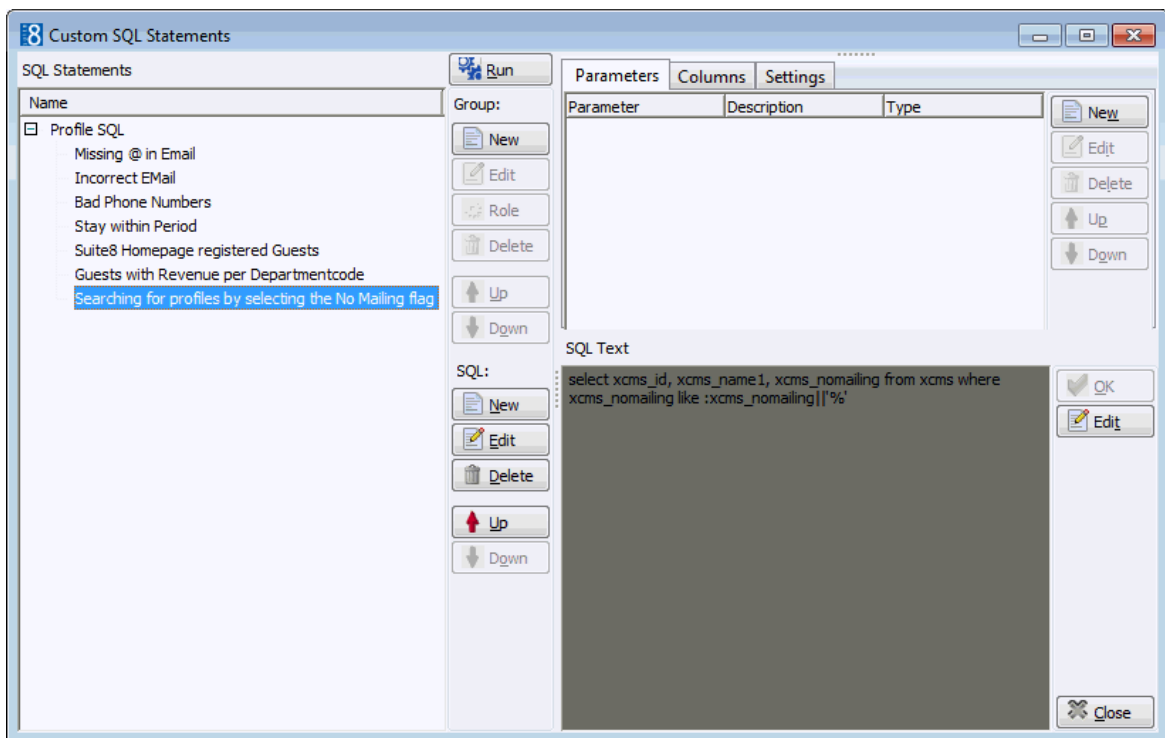 8 Custom SQL Statements
SQL Statements
Name
Profile SQL
Missing @ in Email
Incorrect EMail
Bad Phone Numbers
Stay within Period
Suite8 Homepage registered Guests
Guests with Revenue per Departmentcode
Searching for profiles by selecting the No Mailing flag
Run
Group:
New
Edit
Role
Delete
Up
Down
SQL:
New
Edit
Delete
Up
Down
Parameters Columns Settings
Parameter Description Type
New
Edit
Delete
Up
Down
SQL Text
select xcms_id, xcms_name1, xcms_nomailing from xcms where
xcms_nomailing like :xcms_nomailing||'%'
OK
Edit
Close